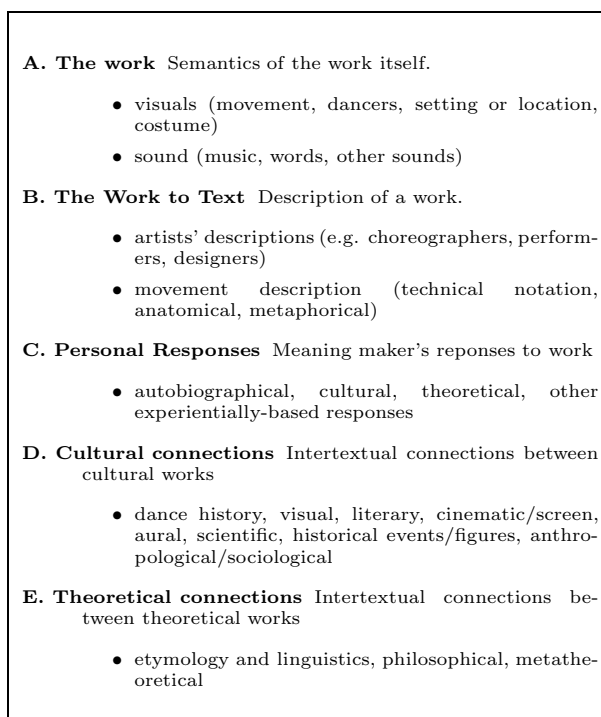 A. The work Semantics of the work itself.
• visuals (movement, dancers, setting or location,
costume)
• sound (music, words, other sounds)
B. The Work to Text Description of a work.
• artists' descriptions (e.g. choreographers, perform-
ers, designers)
• movement description (technical notation,
anatomical, metaphorical)
C. Personal Responses Meaning maker's reponses to work
• autobiographical, cultural, theoretical, other
experientially-based responses
D. Cultural connections Intertextual connections between
cultural works
• dance history, visual, literary, cinematic/screen,
aural, scientific, historical events/figures, anthro-
pological/sociological
E. Theoretical connections Intertextual connections be-
tween theoretical works
• etymology and linguistics, philosophical, metathe-
oretical